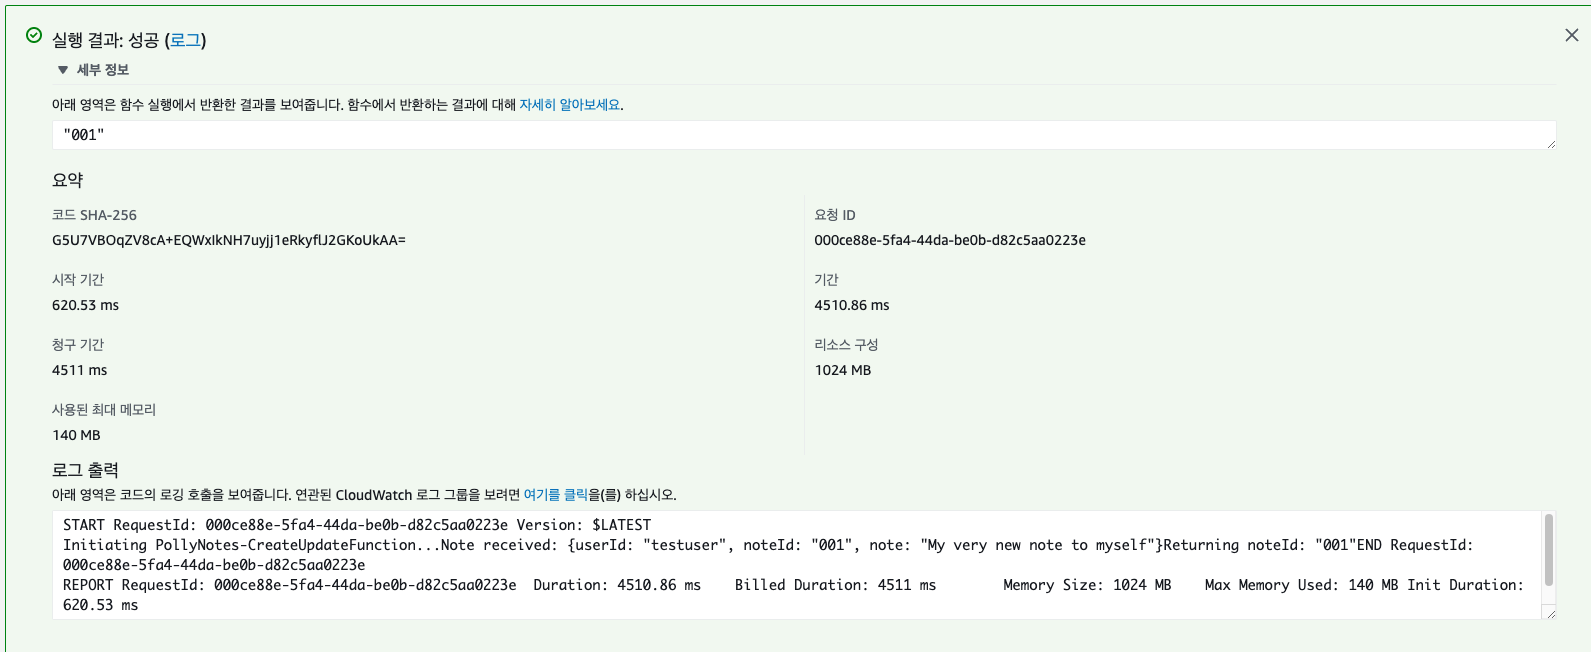 실행 결과: 성공 (로그)
▼ 세부 정보
아래 영역은 함수 실행에서 반환한 결과를 보여줍니다. 함수에서 반환하는 결과에 대해 자세히 알아보세요.
"001"
요약
코드 SHA-256
G5U7VBOqZV8cA+EQWxIkNH7uyjj1eRkyflJ2GKoUkAA=
요청 ID
000ce88e-5fa4-44da-be0b-d82c5aa0223e
시작 기간
620.53 ms
기간
4510.86 ms
청구 기간
4511 ms
리소스 구성
1024 MB
사용된 최대 메모리
140 MB
로그 출력
아래 영역은 코드의 로깅 호출을 보여줍니다. 연관된 CloudWatch 로그 그룹을 보려면 여기를 클릭을(를) 하십시오.
START RequestId: 000ce88e-5fa4-44da-be0b-d82c5aa0223e Version: $LATEST
Initiating PollyNotes-CreateUpdateFunction...Note received: {userId: "testuser", noteId: "001", note: "My very new note to myself"}Returning noteId: "001"END RequestId:
000ce88e-5fa4-44da-be0b-d82c5aa0223e
REPORT RequestId: 000ce88e-5fa4-44da-be0b-d82c5aa0223e Duration: 4510.86 ms Billed Duration: 4511 ms Memory Size: 1024 MB Max Memory Used: 140 MB Init Duration:
620.53 ms